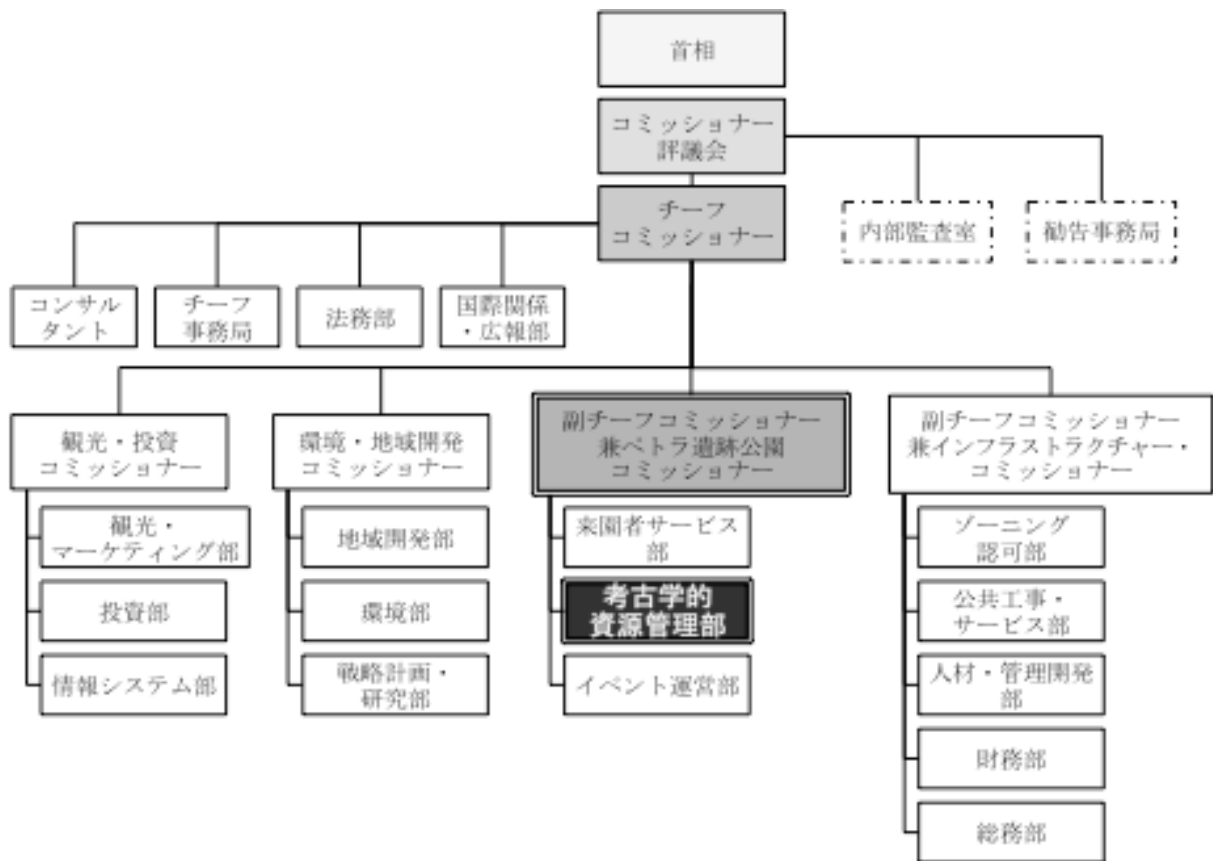 首相
コミッショナー
評議会
チーフ
コミッショナー
内部監査室
勧告事務局
コンサル
タント
チーフ
事務局
法務部
国際関係
・広報部
観光・投資
コミッショナー
環境・地域開発
コミッショナー
副チーフコミッショナー
兼ペトラ遺跡公園
コミッショナー
副チーフコミッショナー
兼インフラストラクチャー・
コミッショナー
観光・
マーケティング部
投資部
情報システム部
地域開発部
環境部
戦略計画・
研究部
来園者サービス
部
考古学的
資源管理部
イベント運営部
ゾーニング
認可部
公共工事・
サービス部
人材・管理開発
部
財務部
総務部